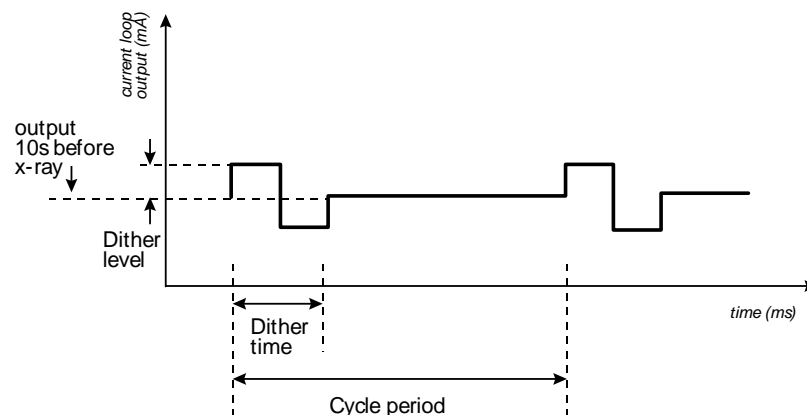 current loop
output (mA)
output
10s before
x-ray
Dither
level
time (ms)
Dither
time
Cycle period